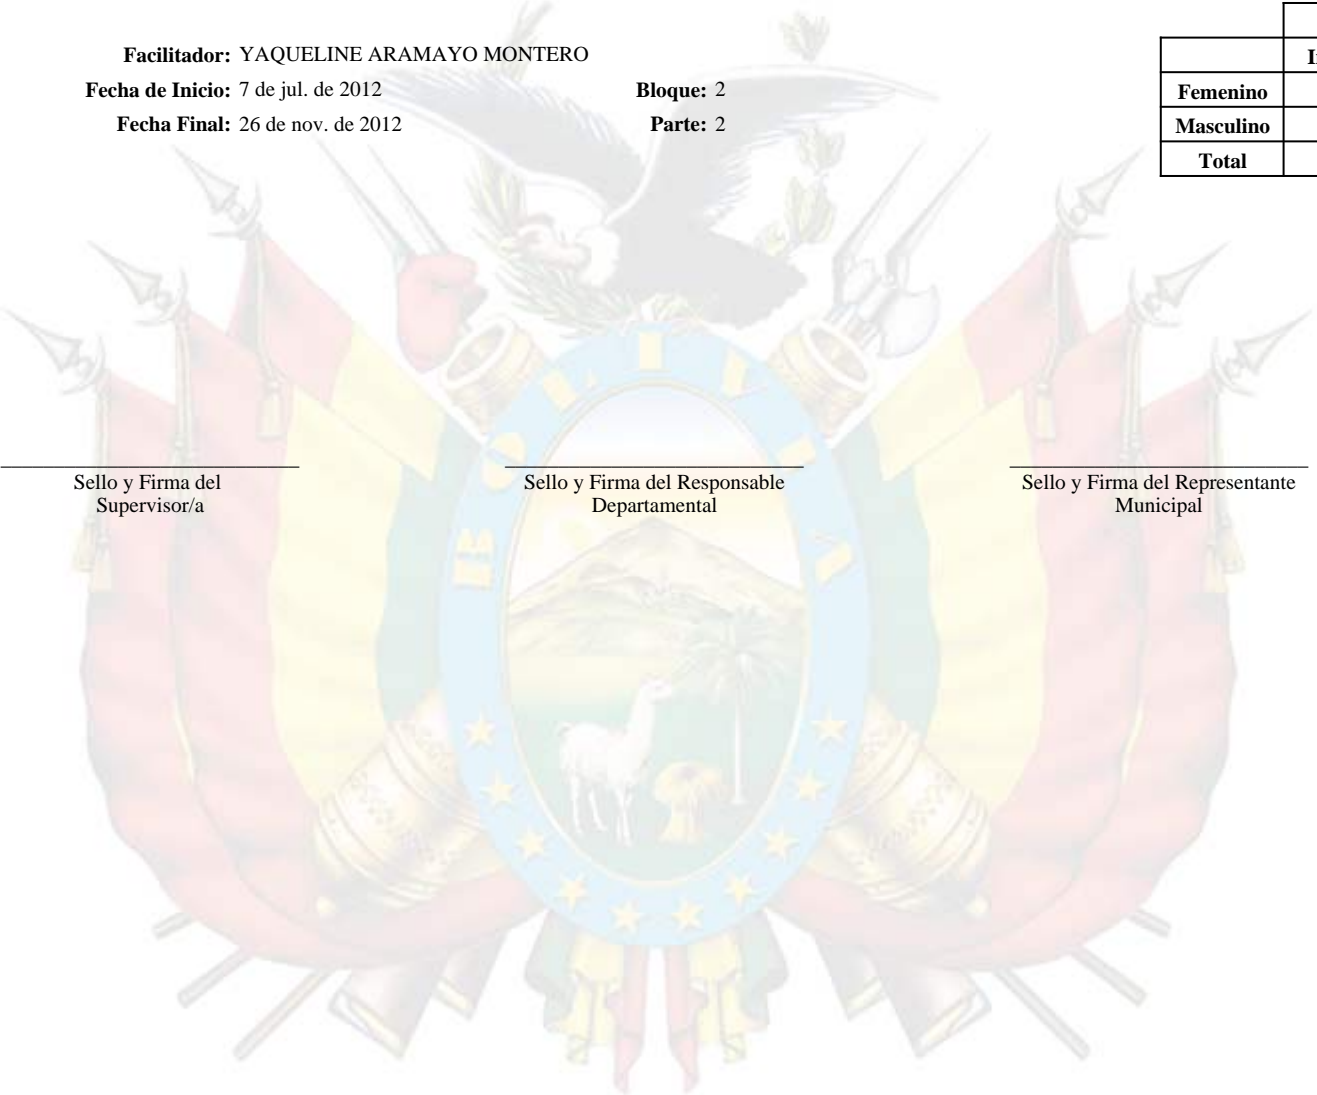 Facilitador: YAQUELINE ARAMAYO MONTERO
Fecha de Inicio: 7 de jul. de 2012 Bloque: 2
Fecha Final: 26 de nov. de 2012 Parte: 2
Femenino
Masculino
Total
BOLIVIA
Sello y Firma del
Supervisor/a
Sello y Firma del Responsable
Departamental
Sello y Firma del Representante
Municipal